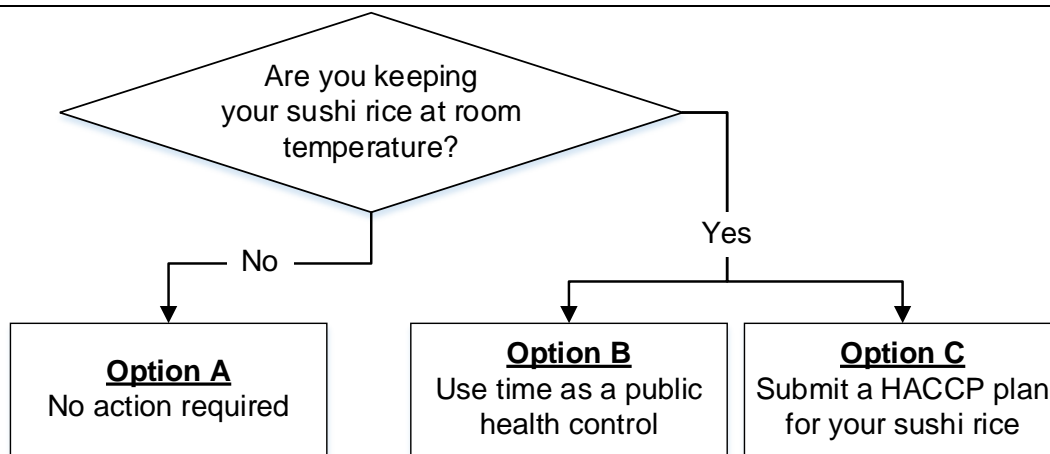 Are you keeping
your sushi rice at room
temperature?
No
Yes
Option A
No action required
Option B
Use time as a public
health control
Option C
Submit a HACCP plan
for your sushi rice